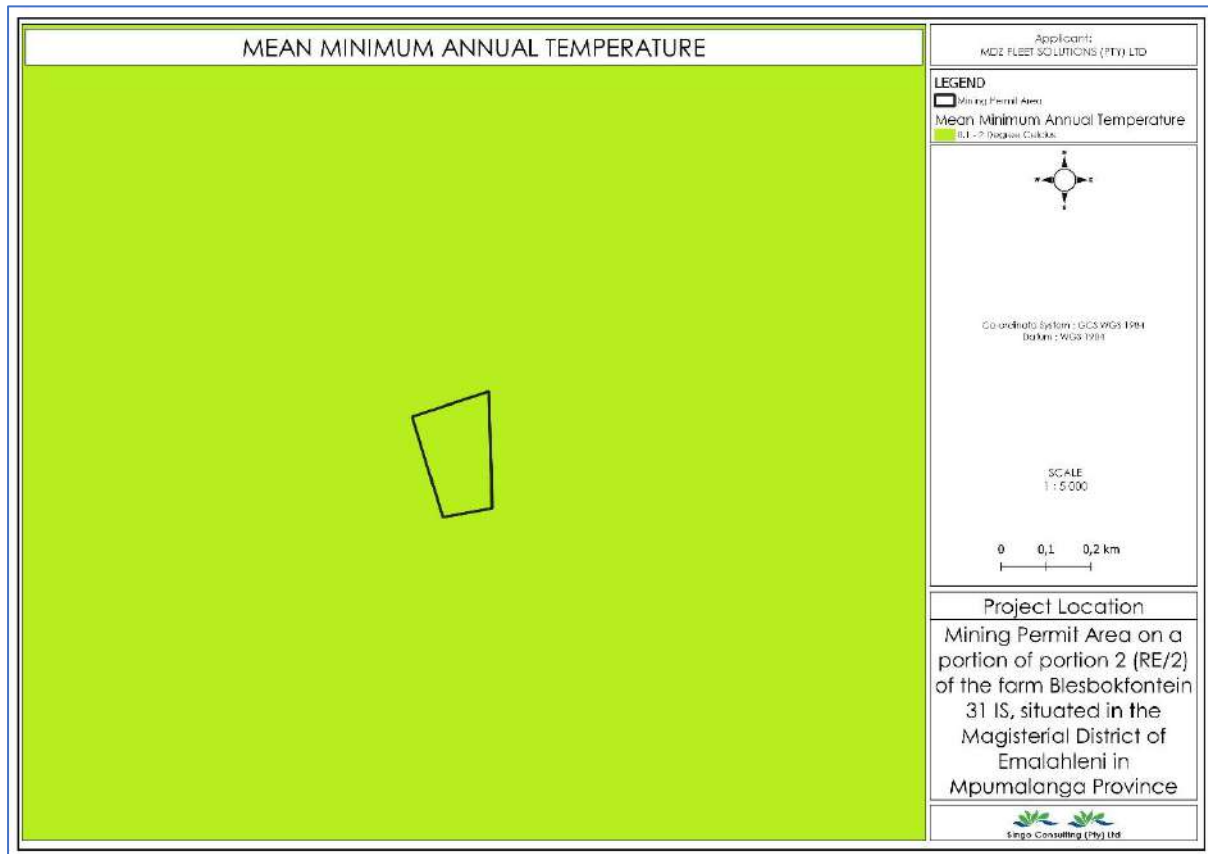 MEAN MINIMUM ANNUAL TEMPERATURE
Applicant:
MDZ FLEET SOLUTIONS (PTY) LTD
LEGEND
Mining Permit Area
Mean Minimum Annual Temperature
0.1 - 2 Degree Celcius
N
W
E
S
Co-ordinate System : GCS WGS 1984
Datum : WGS 1984
SCALE
1 : 5 000
0 0,1 0,2 km
Project Location
Mining Permit Area on a
portion of portion 2 (RE/2)
of the farm Blesbokfontein
31 IS, situated in the
Magisterial District of
Emalahleni in
Mpumalanga Province
Singo Consulting (Pty) Ltd